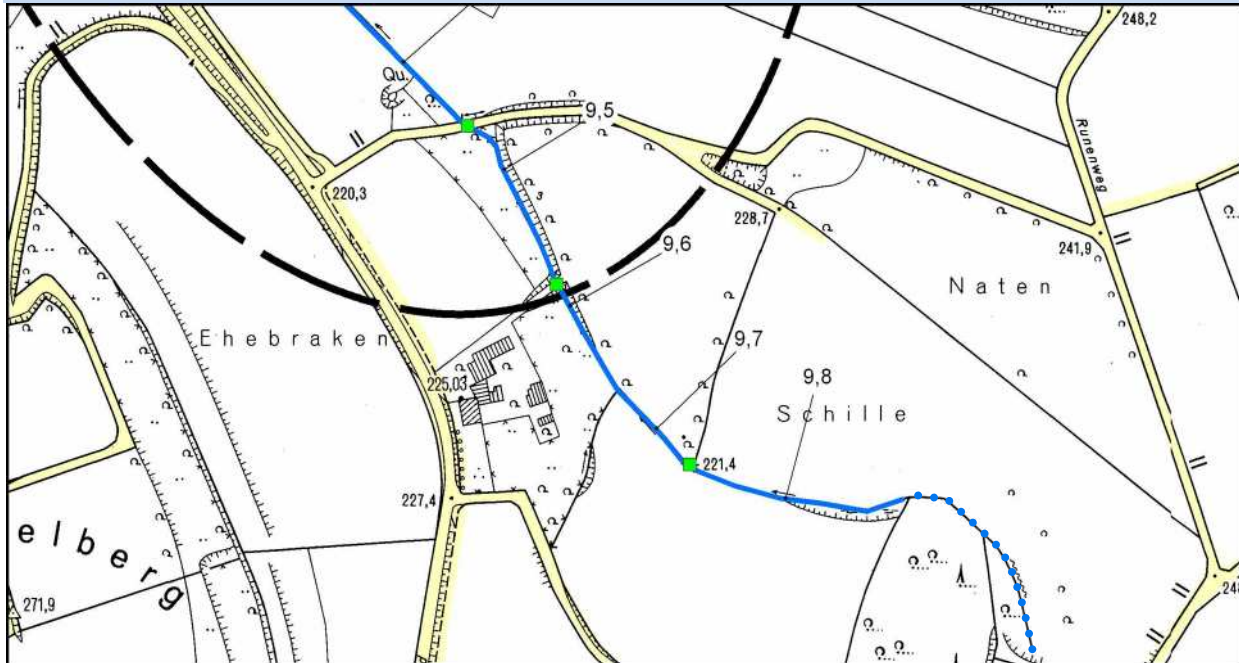 248,2
Qu.
9,5
Runenweg
220,3
228,7
241,9
9,6
Naten
Ehebraken
9,7
225,03
9,8
Schille
221,4
227,4
elberg
271,9
248